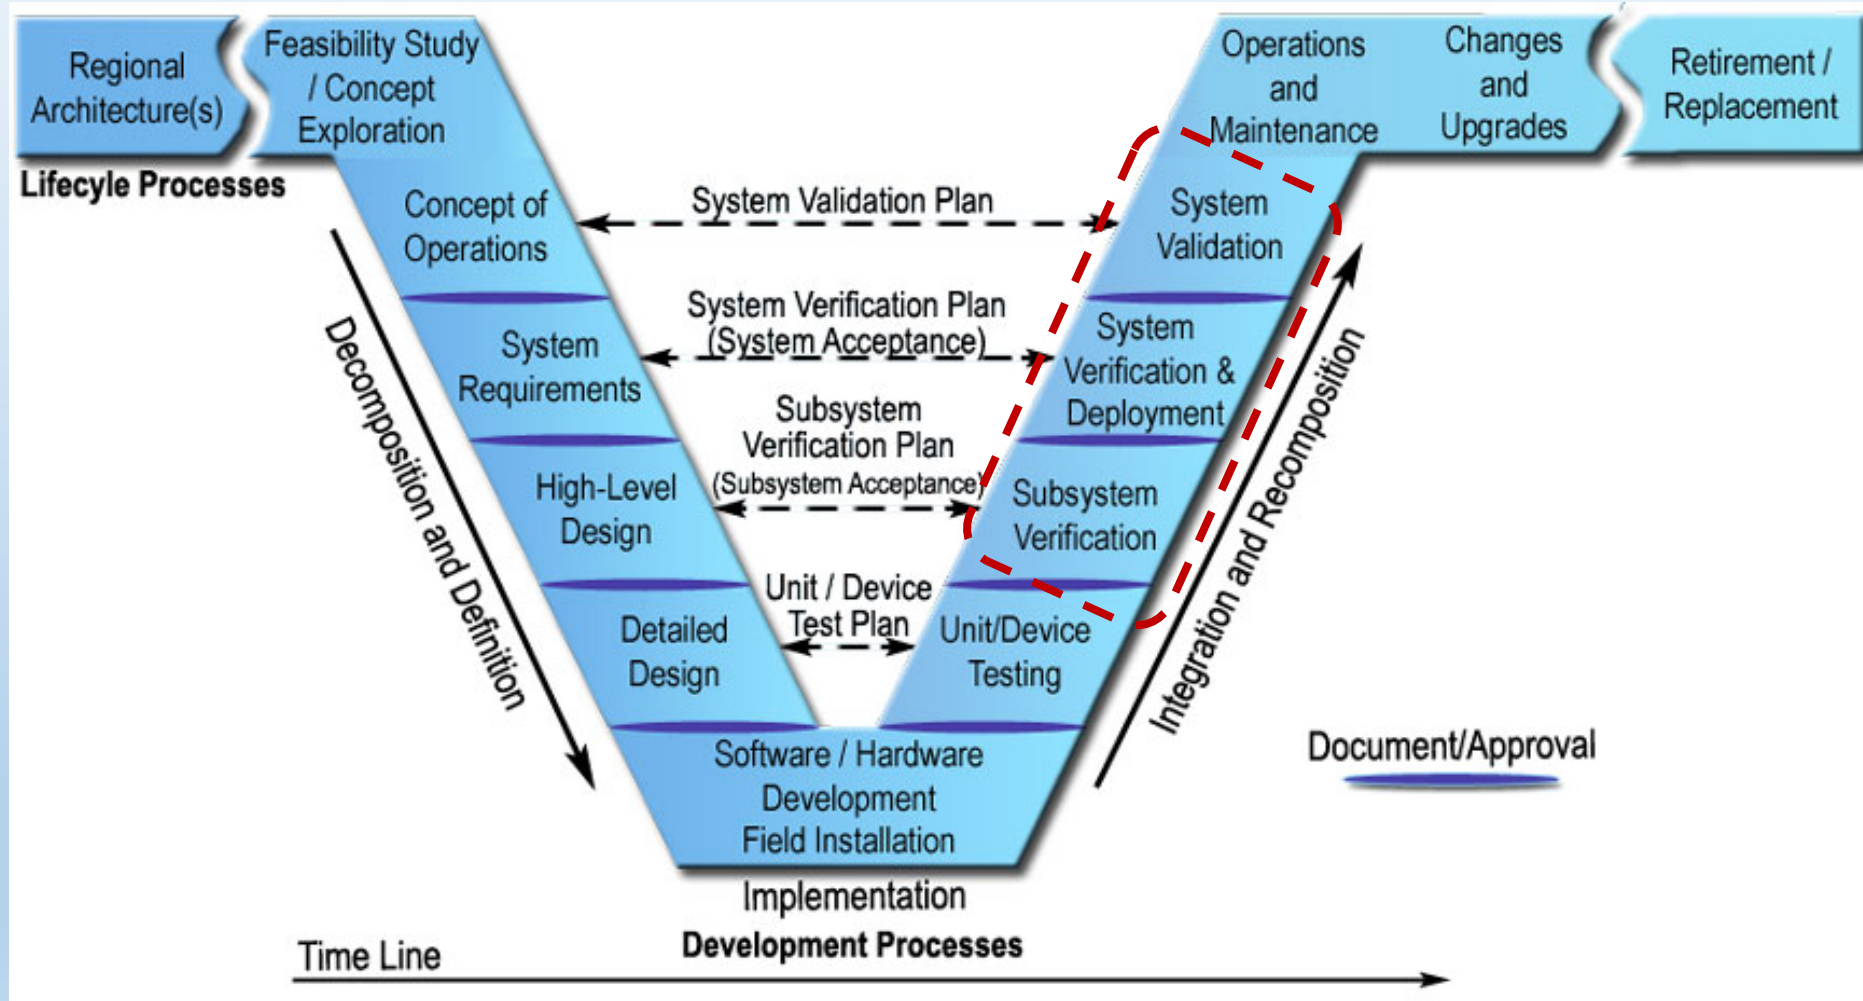 Regional
Architecture(s)
Feasibility Study
/ Concept
Exploration
Operations
and
Maintenance
Changes
and
Upgrades
Retirement /
Replacement
Lifecyle Processes
Concept of
Operations
System Validation Plan
System
Validation
System
Requirements
System Verification Plan
(System Acceptance)
System
Verification &
Deployment
High-Level
Design
Subsystem
Verification Plan
(Subsystem Acceptance)
Subsystem
Verification
Detailed
Design
Unit / Device
Test Plan
Unit/Device
Testing
Decomposition and Definition
Integration and Recomposition
Software / Hardware
Development
Field Installation
Document/Approval
Implementation
Development Processes
Time Line